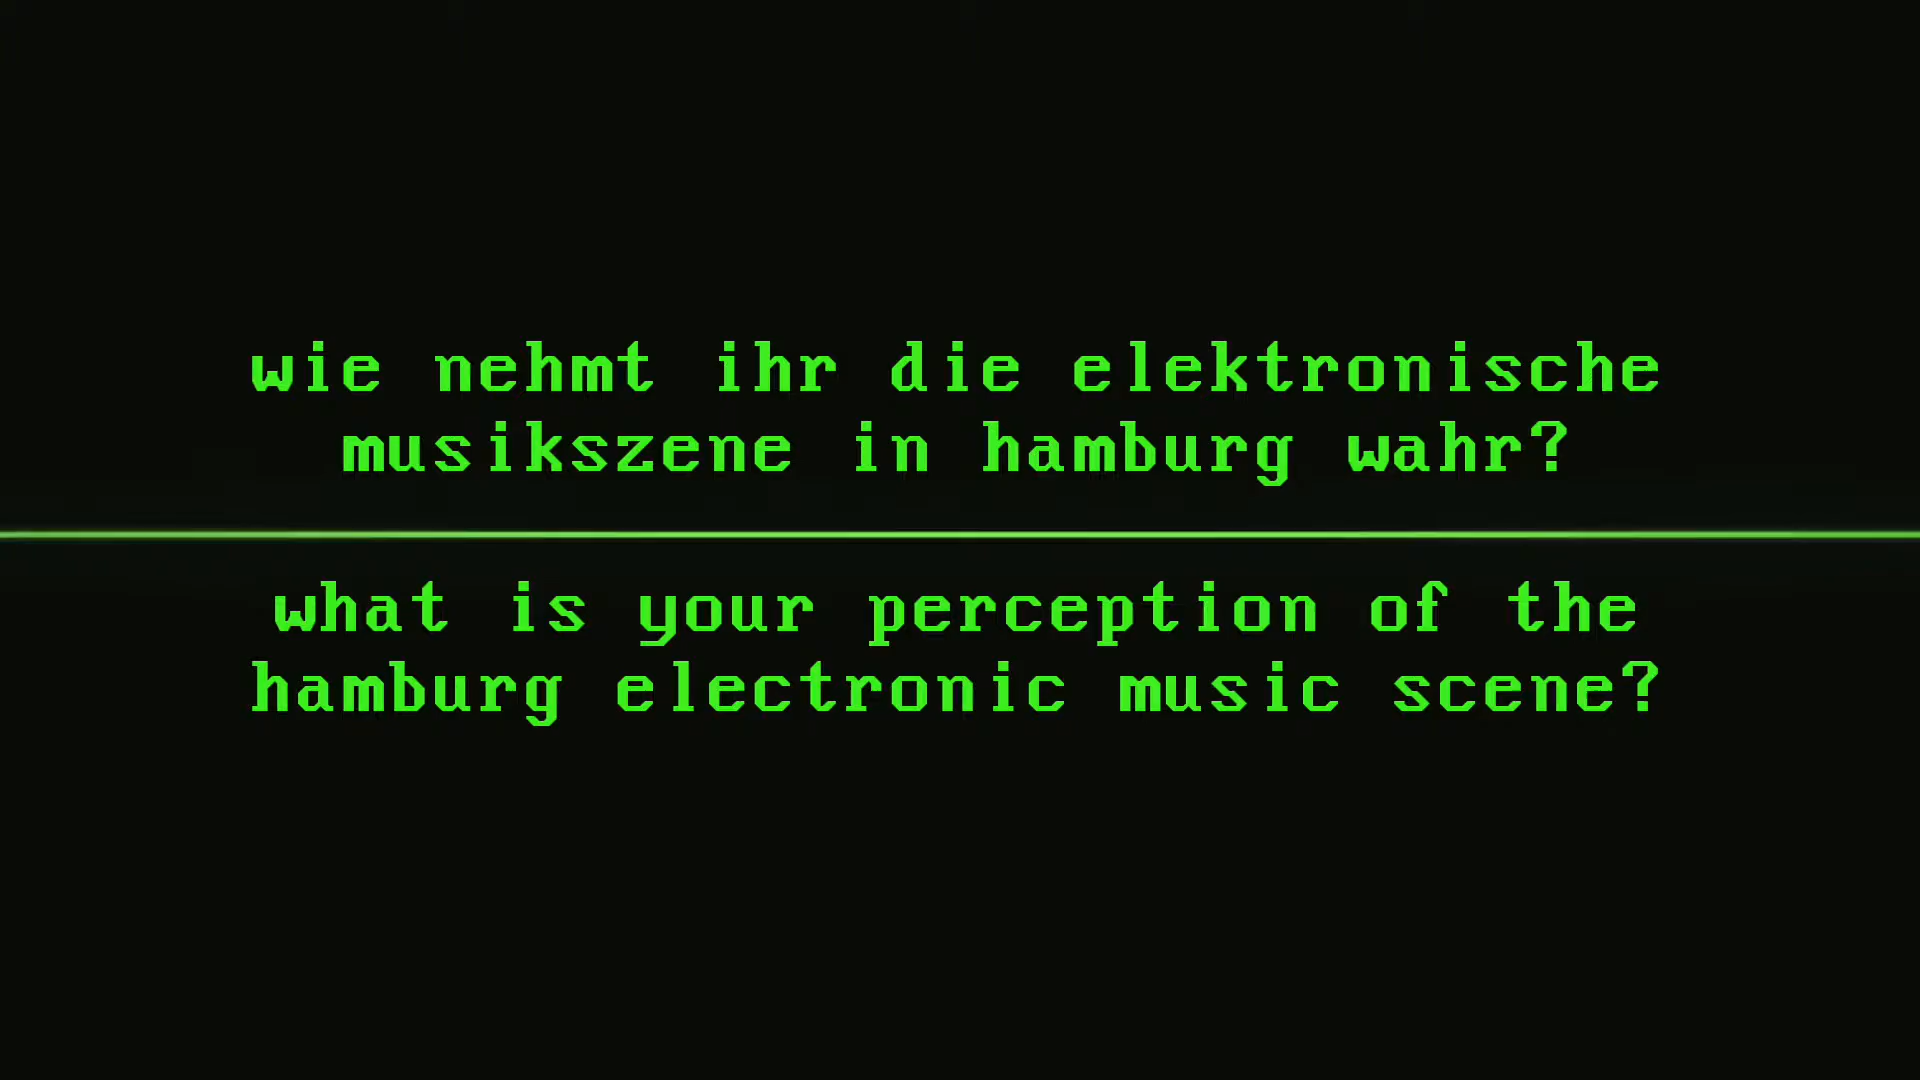 wie nehmt ihr die elektronische
musikszene in hamburg wahr?
what is your perception of the
hamburg electronic music scene?